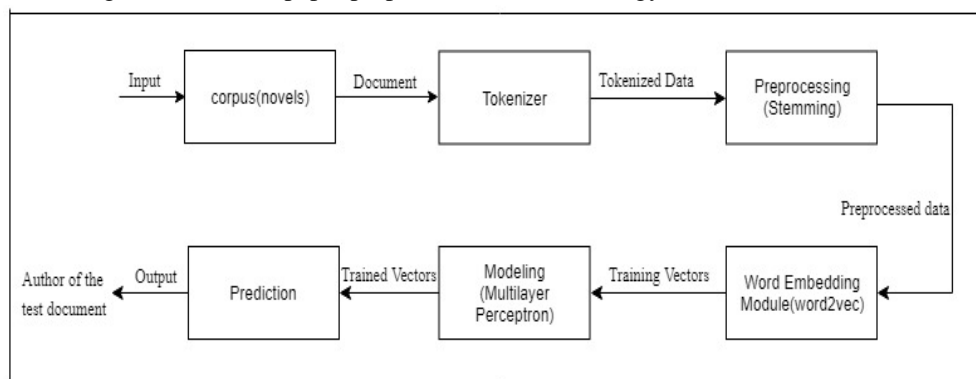 Input
corpus(novels)
Document
Tokenizer
Tokenized Data
Preprocessing
(Stemming)
Preprocessed data
Word Embedding
Module(word2vec)
Training Vectors
Modeling
(Multilayer
Perceptron)
Trained Vectors
Prediction
Output
Author of the
test document